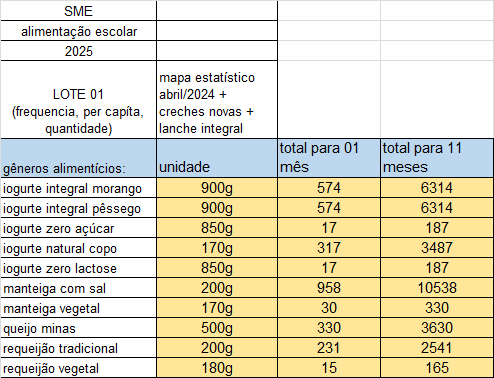 SME
alimentação escolar
2025
LOTE 01
(frequencia, per capíta,
quantidade)
mapa estatístico
abril/2024 +
creches novas +
lanche integral
gêneros alimentícios: unidade total para 01 mês total para 11 meses
iogurte integral morango 900g 574 6314
iogurte integral pêssego 900g 574 6314
iogurte zero açúcar 850g 17 187
iogurte natural copo 170g 317 3487
iogurte zero lactose 850g 17 187
manteiga com sal 200g 958 10538
manteiga vegetal 170g 30 330
queijo minas 500g 330 3630
requeijão tradicional 200g 231 2541
requeijão vegetal 180g 15 165